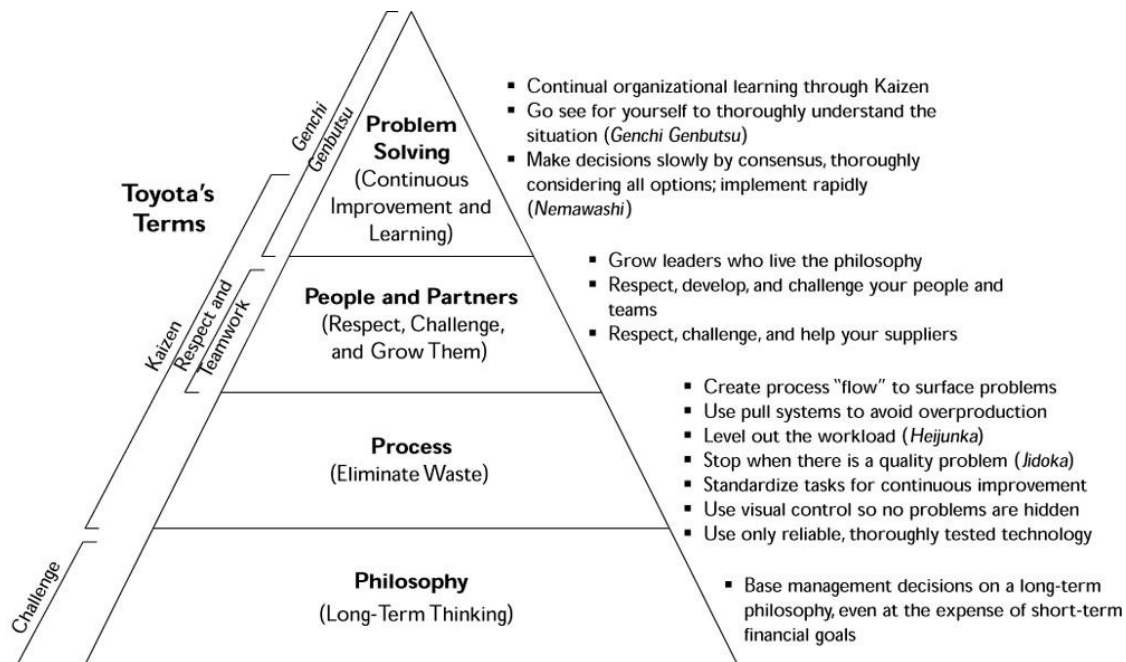 Toyota's
Terms
Genchi
Genbutsu
Kaizen
Respect and
Teamwork
Challenge
Problem
Solving
(Continuous
Improvement and
Learning)
▪ Continual organizational learning through Kaizen
▪ Go see for yourself to thoroughly understand the
situation (Genchi Genbutsu)
▪ Make decisions slowly by consensus, thoroughly
considering all options; implement rapidly
(Nemawashi)
People and Partners
(Respect, Challenge,
and Grow Them)
▪ Grow leaders who live the philosophy
▪ Respect, develop, and challenge your people and
teams
▪ Respect, challenge, and help your suppliers
Process
(Eliminate Waste)
▪ Create process "flow" to surface problems
▪ Use pull systems to avoid overproduction
▪ Level out the workload (Heijunka)
▪ Stop when there is a quality problem (Jidoka)
▪ Standardize tasks for continuous improvement
▪ Use visual control so no problems are hidden
▪ Use only reliable, thoroughly tested technology
Philosophy
(Long-Term Thinking)
▪ Base management decisions on a long-term
philosophy, even at the expense of short-term
financial goals